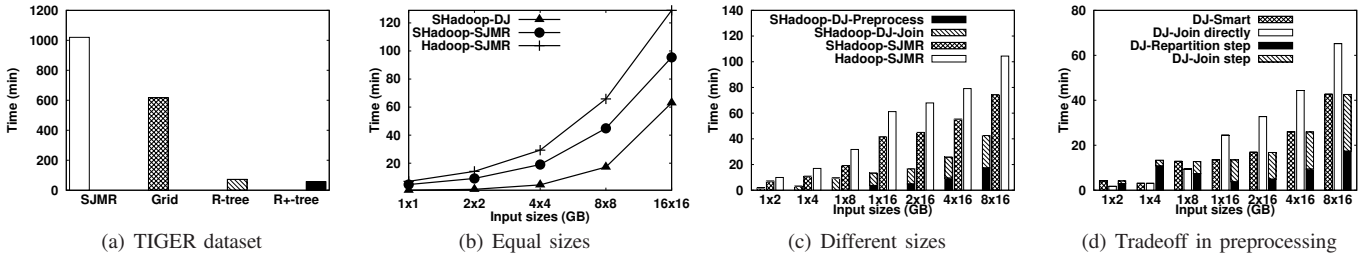 Time (min)
1200
1000
800
600
400
200
0
SJMR
Grid
R-tree
R+-tree
(a) TIGER dataset
Time (min)
120
100
80
60
40
20
SHadoop-DJ
SHadoop-SJMR
Hadoop-SJMR
1x1
2x2
4x4
8x8
16x16
Input sizes (GB)
(b) Equal sizes
Time (min)
140
120
100
80
60
40
20
0
SHadoop-DJ-Preprocess
SHadoop-DJ-Join
SHadoop-SJMR
Hadoop-SJMR
1x2
1x4
1x8
1x16
2x16
4x16
8x16
Input sizes (GB)
(c) Different sizes
Time (min)
80
60
40
20
0
DJ-Smart
DJ-Join directly
DJ-Repartition step
DJ-Join step
1x2
1x4
1x8
1x16
2x16
4x16
8x16
Input sizes (GB)
(d) Tradeoff in preprocessing